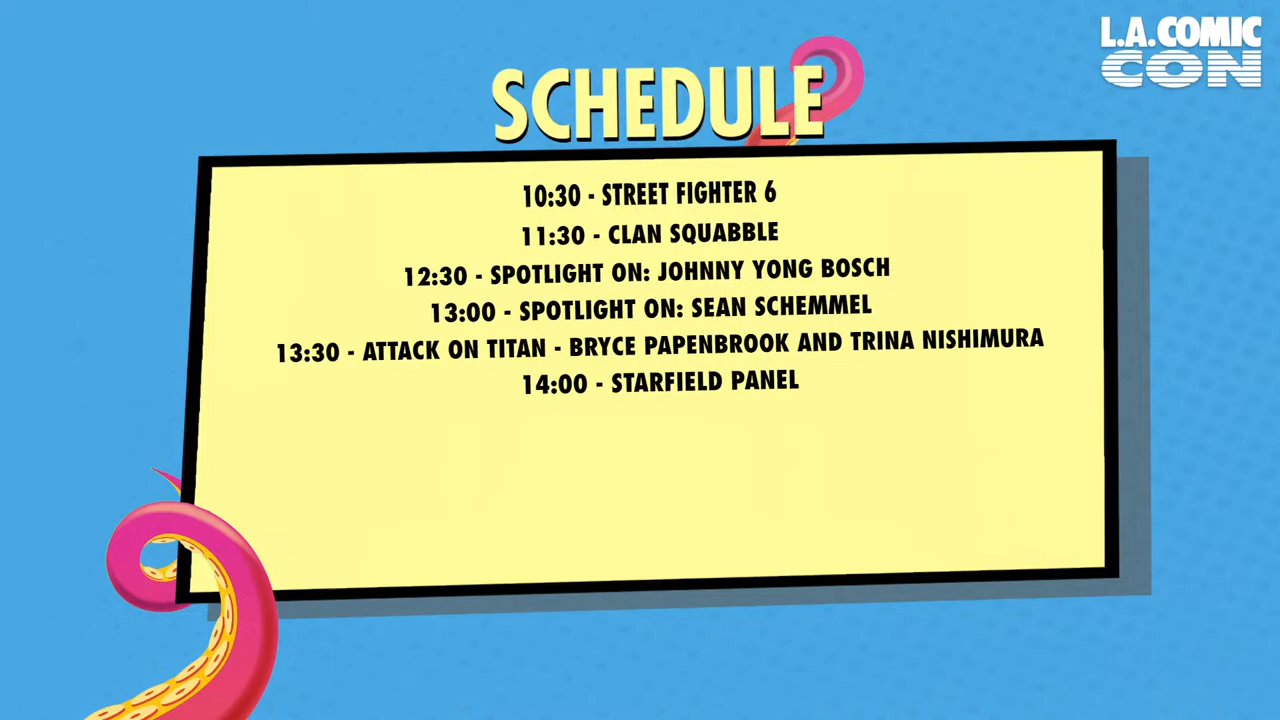 L.A. COMIC
CON
SCHEDULE
10:30 - STREET FIGHTER 6
11:30 - CLAN SQUABBLE
12:30 - SPOTLIGHT ON: JOHNNY YONG BOSCH
13:00 - SPOTLIGHT ON: SEAN SCHEMMEL
13:30 - ATTACK ON TITAN - BRYCE PAPENBROOK AND TRINA NISHIMURA
14:00 - STARFIELD PANEL